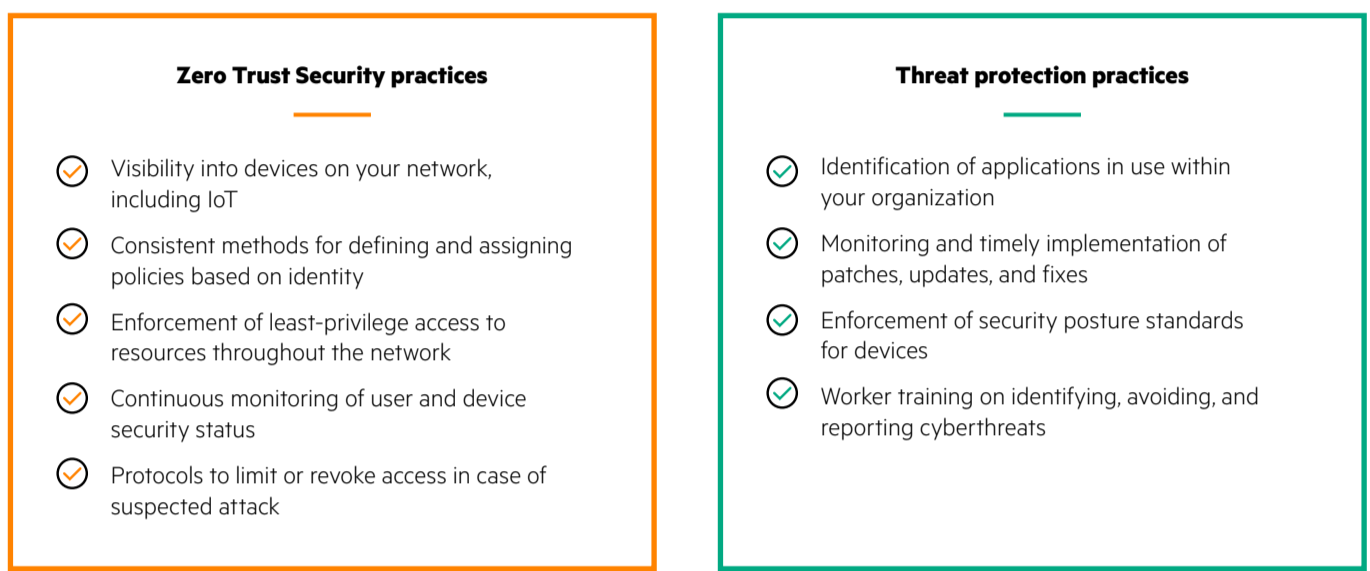 Zero Trust Security practices
Visibility into devices on your network,
including IoT
Consistent methods for defining and assigning
policies based on identity
Enforcement of least-privilege access to
resources throughout the network
Continuous monitoring of user and device
security status
Protocols to limit or revoke access in case of
suspected attack
Threat protection practices
Identification of applications in use within
your organization
Monitoring and timely implementation of
patches, updates, and fixes
Enforcement of security posture standards
for devices
Worker training on identifying, avoiding, and
reporting cyberthreats